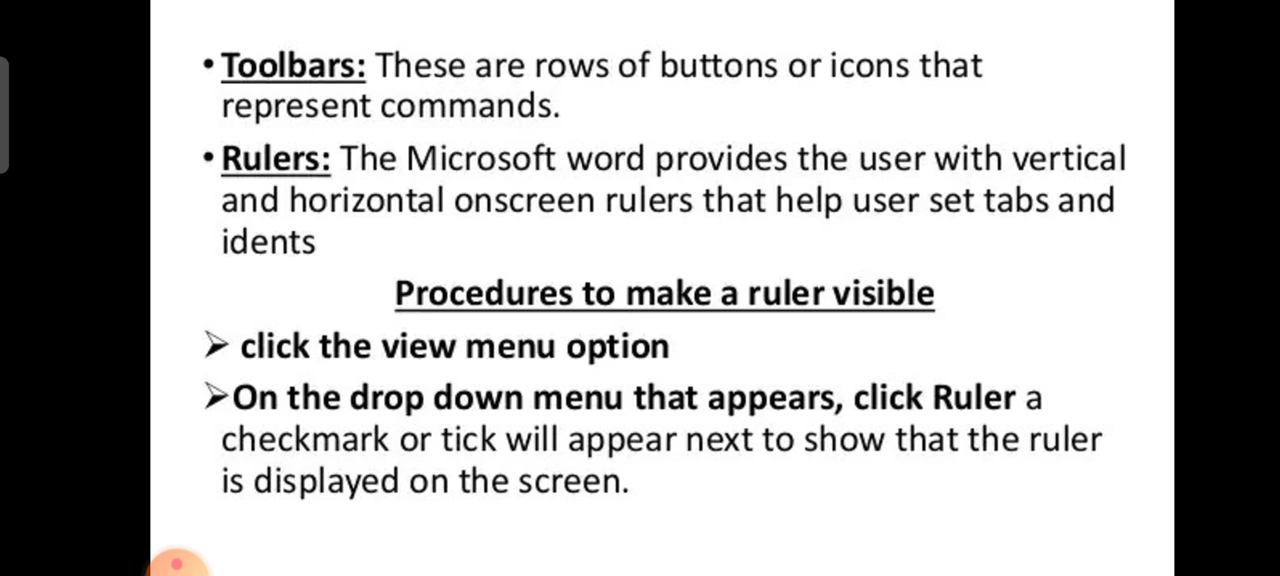 • Toolbars: These are rows of buttons or icons that
represent commands.
• Rulers: The Microsoft word provides the user with vertical
and horizontal onscreen rulers that help user set tabs and
idents
Procedures to make a ruler visible
➢ click the view menu option
➢On the drop down menu that appears, click Ruler a
checkmark or tick will appear next to show that the ruler
is displayed on the screen.